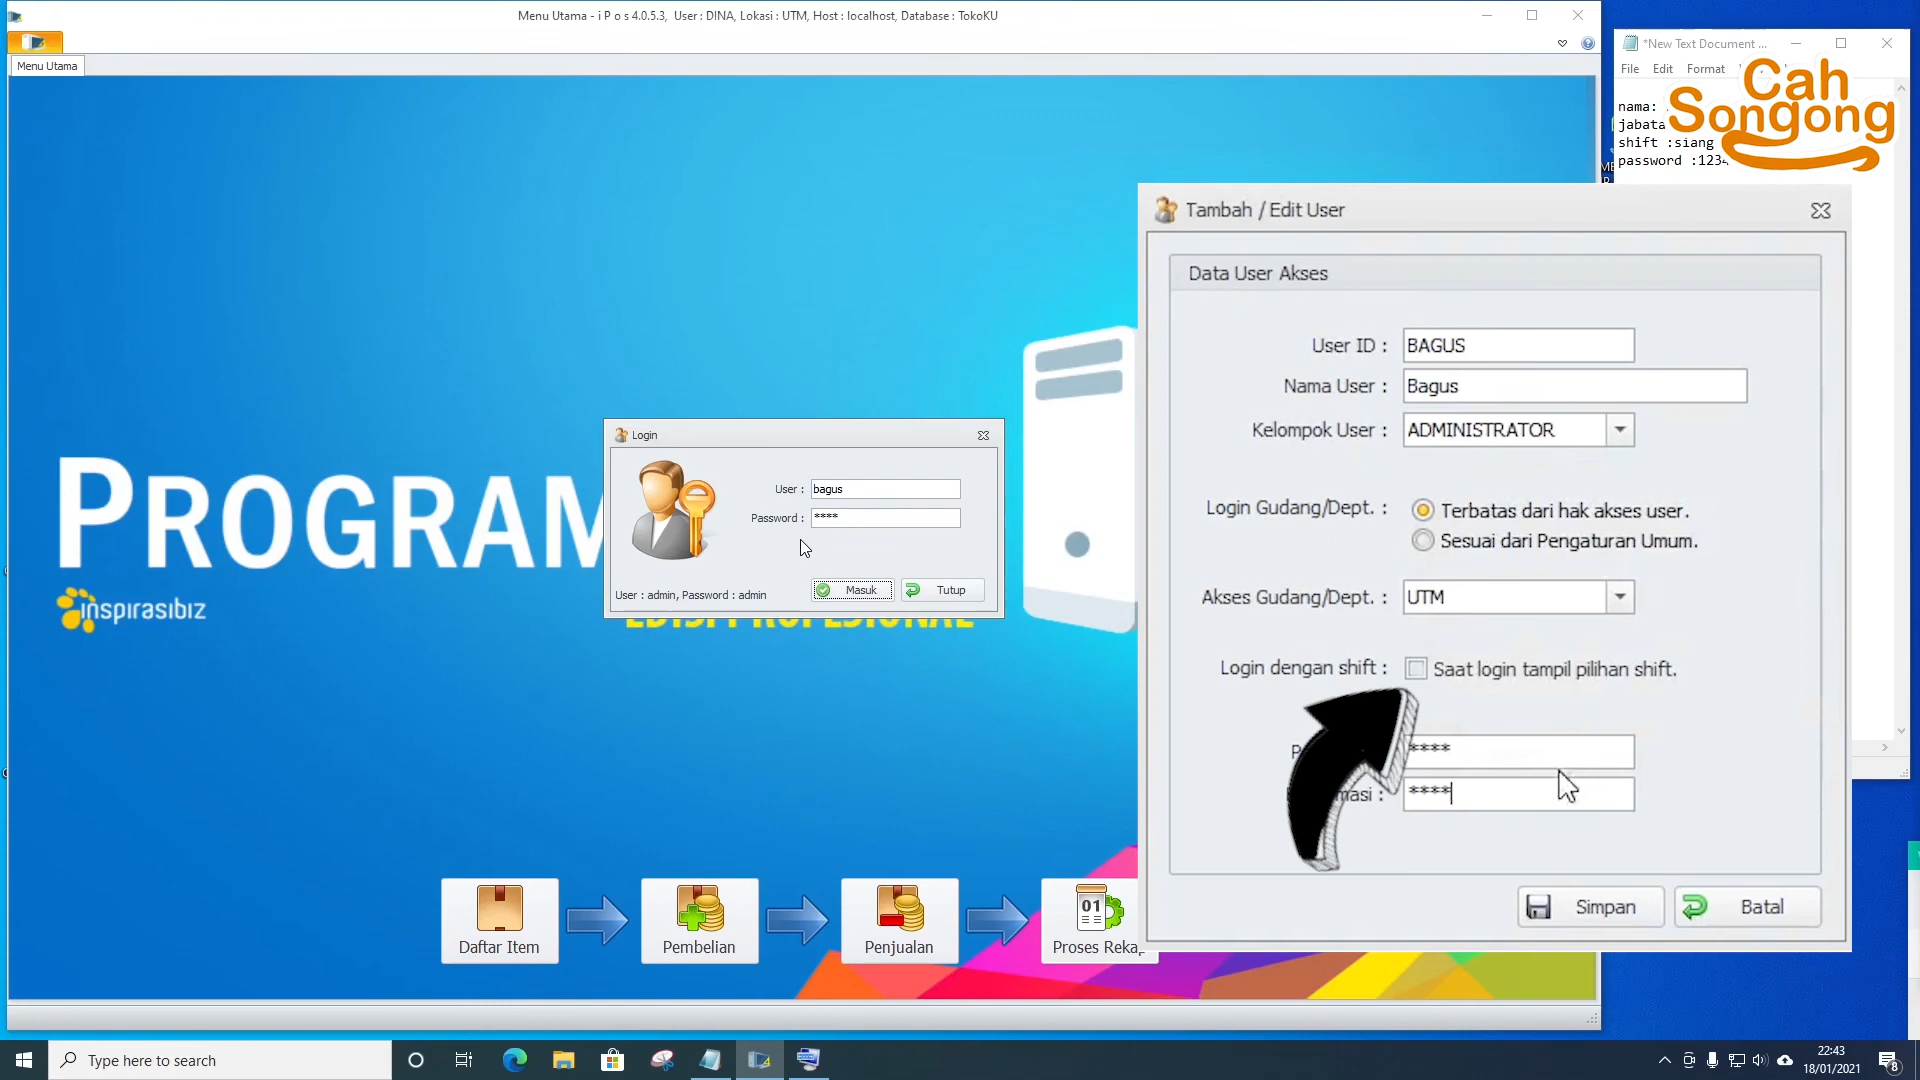 Menu Utama - i P o s 4.0.5.3, User : DINA, Lokasi : UTM, Host : localhost, Database : TokoKU
Menu Utama
*New Text Document ...
File Edit Format
Cah
Songong
nama:
shift :siang
password :1234
PROGRAM
inspirasibiz
EDISI PROFESIONAL
Login
User : bagus
Password : ****
User : admin, Password : admin
Masuk
Tutup
Tambah / Edit User
Data User Akses
User ID : BAGUS
Nama User : Bagus
Kelompok User : ADMINISTRATOR
Login Gudang/Dept. : Terbatas dari hak akses user.
Sesuai dari Pengaturan Umum.
Akses Gudang/Dept. : UTM
Login dengan shift : Saat login tampil pilihan shift.
****
****
Simpan
Batal
Daftar Item
Pembelian
Penjualan
01
Proses
Type here to search
22:43
18/01/2021
8